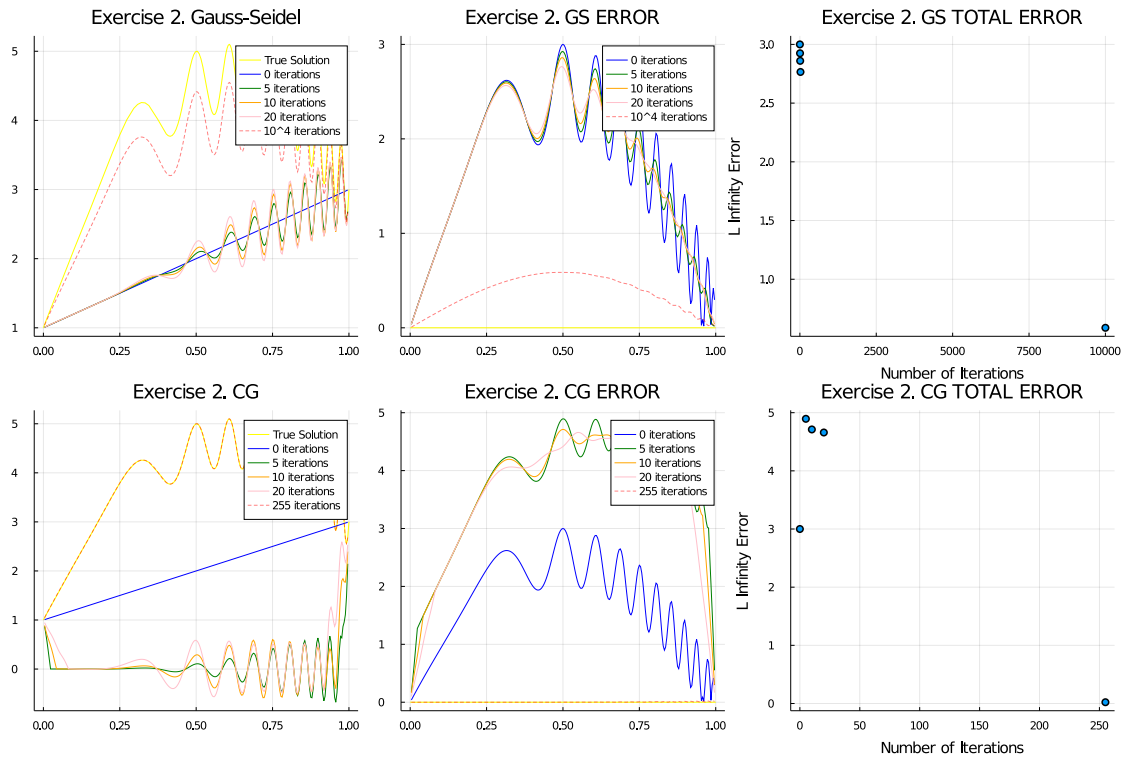 Exercise 2. Gauss-Seidel
5
4
3
2
1
0.00 0.25 0.50 0.75 1.00
True Solution
0 iterations
5 iterations
10 iterations
20 iterations
10^4 iterations
Exercise 2. GS ERROR
3
2
1
0
0.00 0.25 0.50 0.75 1.00
0 iterations
5 iterations
10 iterations
20 iterations
10^4 iterations
Exercise 2. GS TOTAL ERROR
L Infinity Error
3.0
2.5
2.0
1.5
1.0
0 2500 5000 7500 10000
Number of Iterations
Exercise 2. CG
5
4
3
2
1
0
0.00 0.25 0.50 0.75 1.00
True Solution
0 iterations
5 iterations
10 iterations
20 iterations
255 iterations
Exercise 2. CG ERROR
5
4
3
2
1
0
0.00 0.25 0.50 0.75 1.00
0 iterations
5 iterations
10 iterations
20 iterations
255 iterations
Exercise 2. CG TOTAL ERROR
L Infinity Error
5
4
3
2
1
0
0 50 100 150 200 250
Number of Iterations